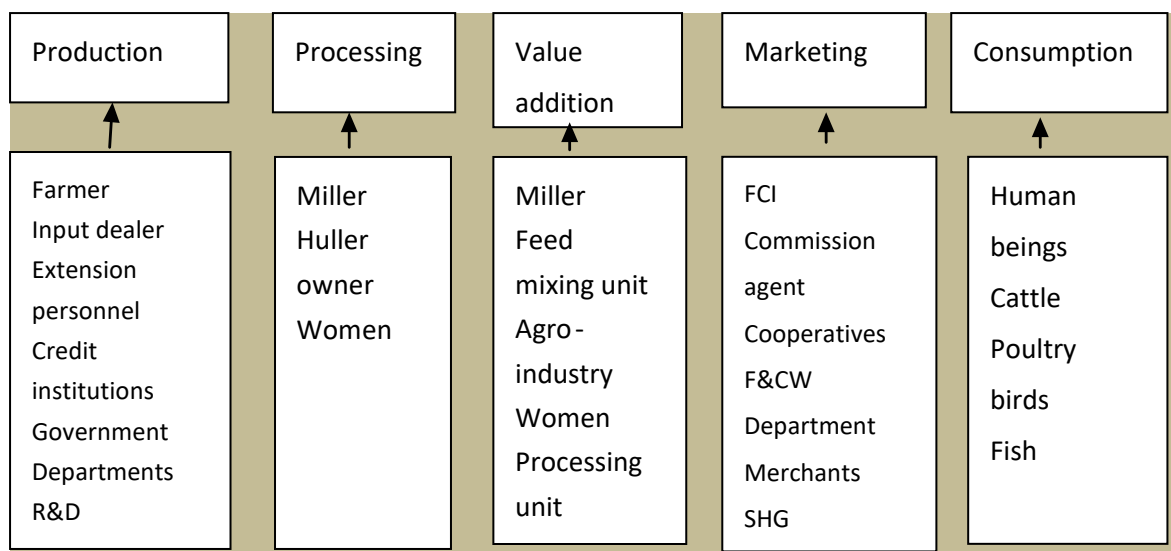 Production
Processing
Value
addition
Marketing
Consumption
Farmer
Input dealer
Extension
personnel
Credit
institutions
Government
Departments
R&D
Miller
Huller
owner
Women
Miller
Feed
mixing unit
Agro-
industry
Women
Processing
unit
FCI
Commission
agent
Cooperatives
F&CW
Department
Merchants
SHG
Human
beings
Cattle
Poultry
birds
Fish